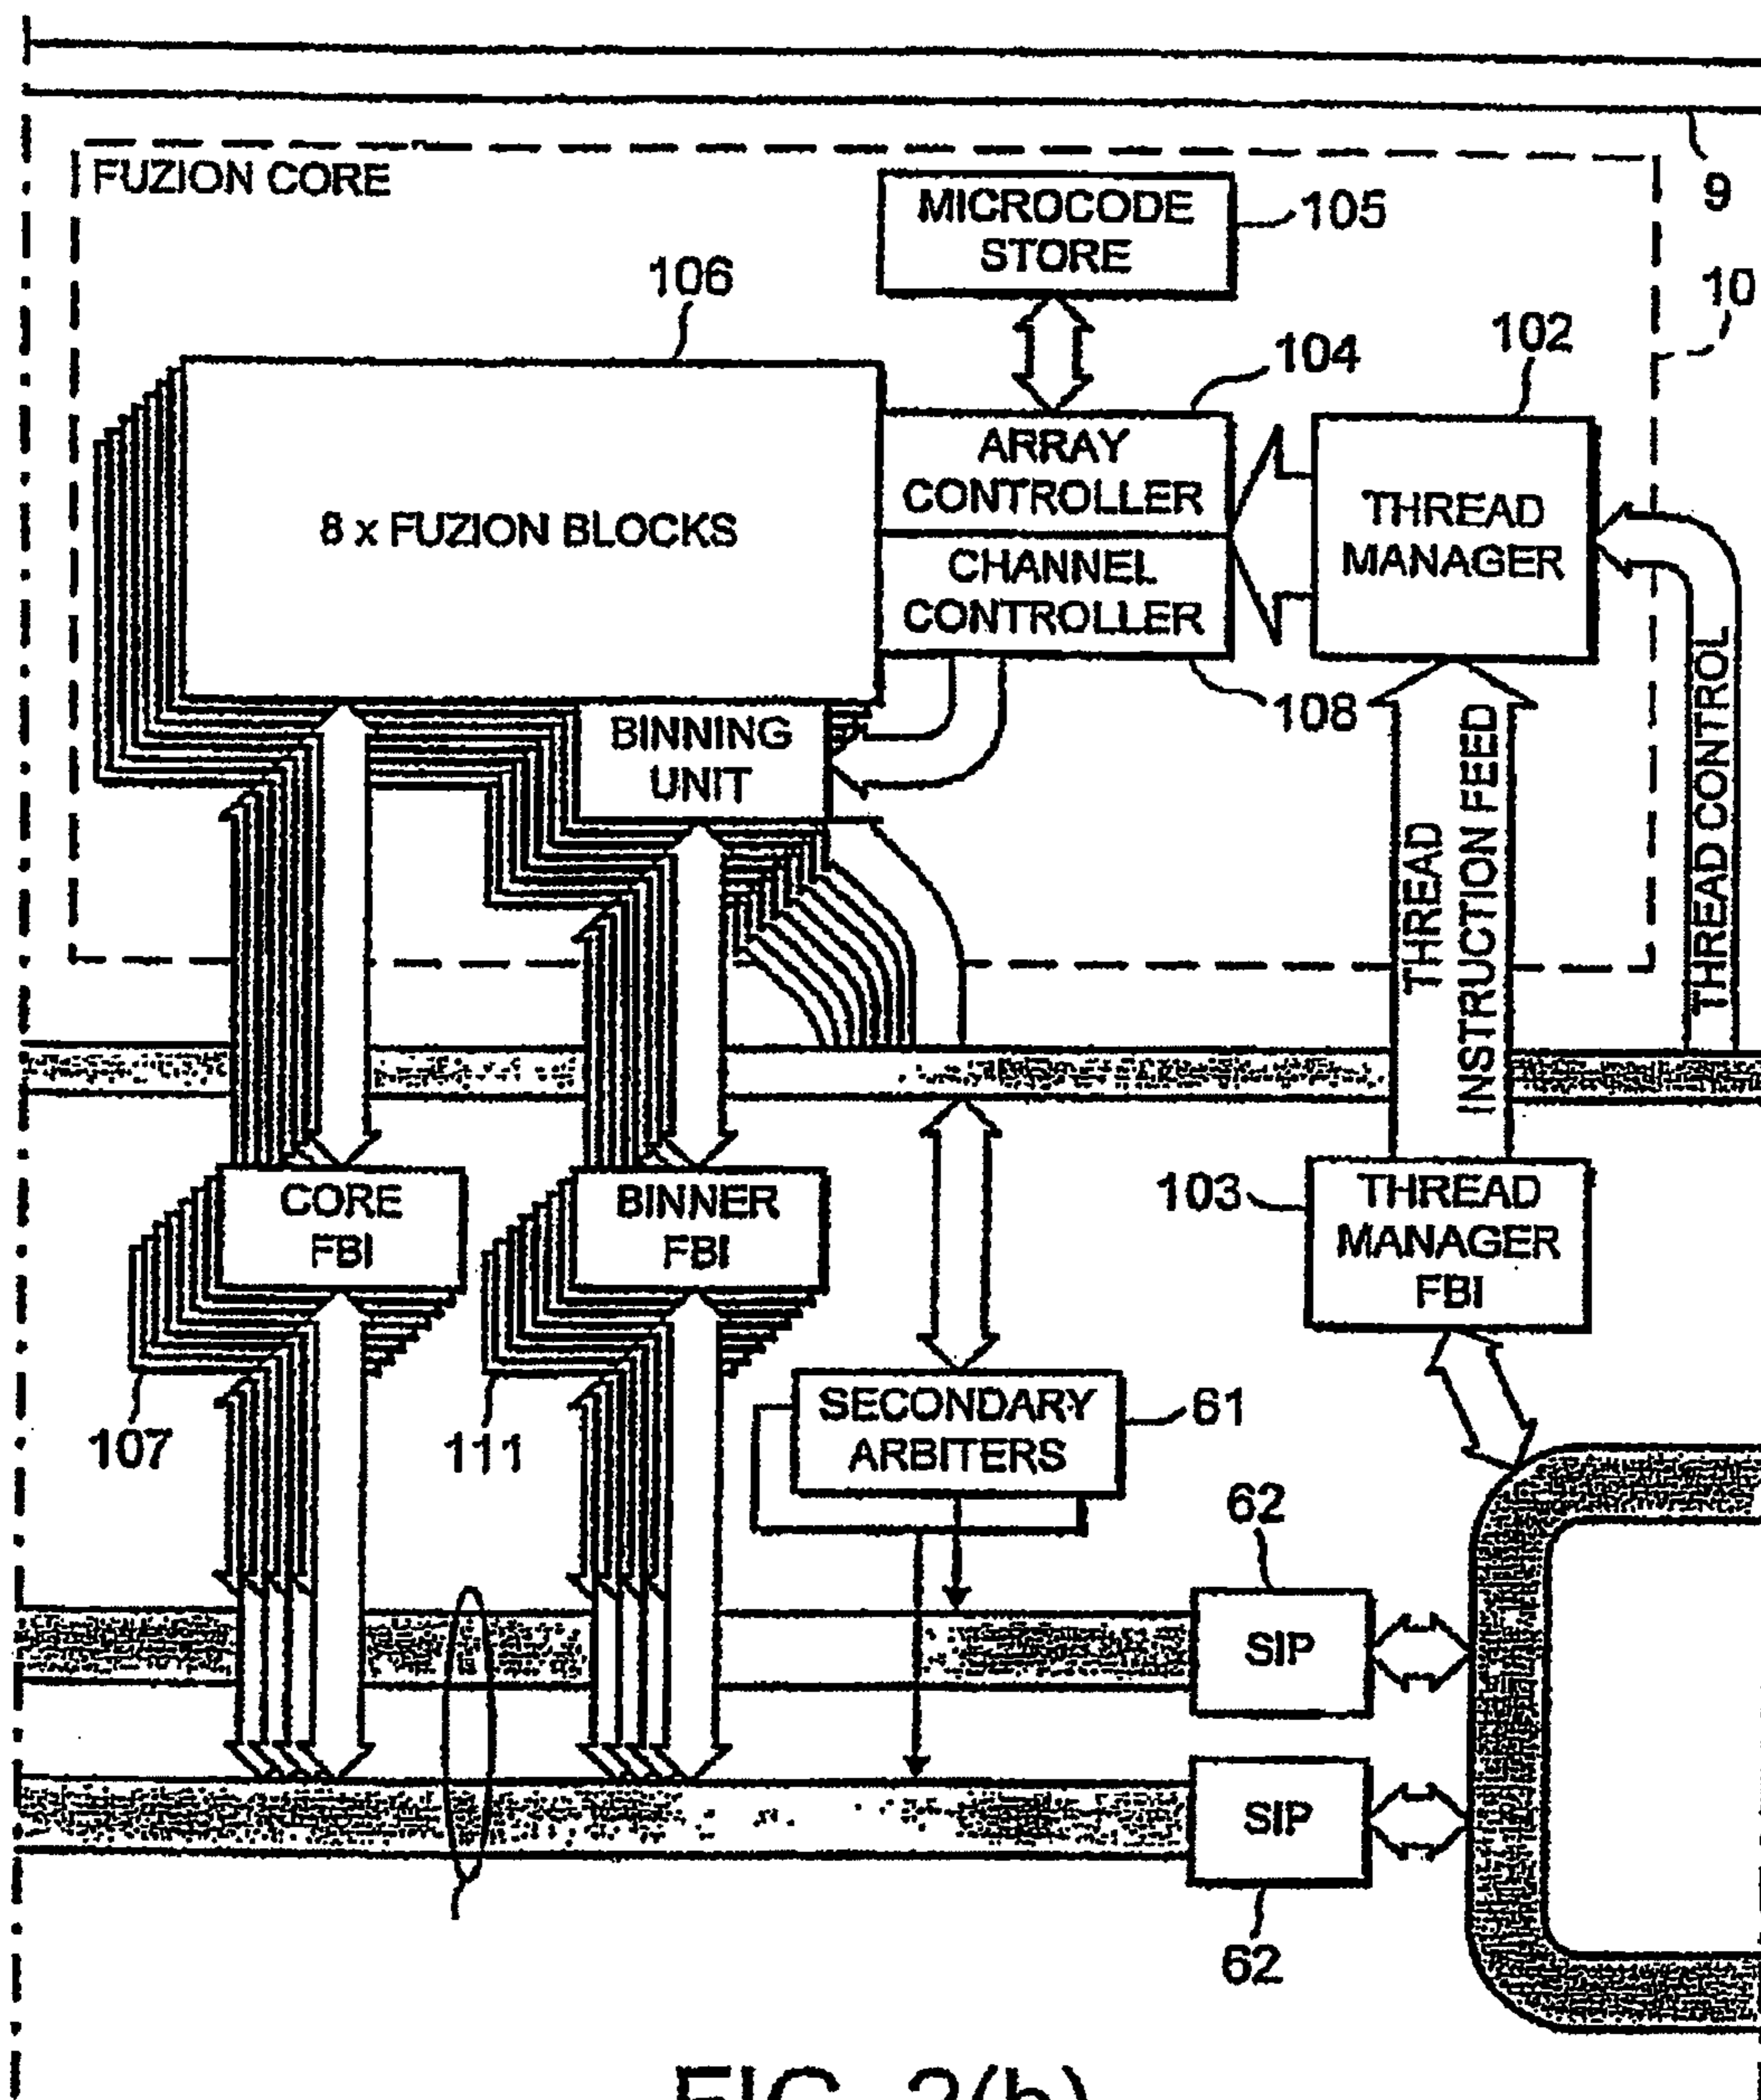 FUZION CORE
MICROCODE
STORE
105
9
10
106
104
102
ARRAY
CONTROLLER
8 x FUZION BLOCKS
THREAD
MANAGER
CHANNEL
CONTROLLER
108
BINNING
UNIT
THREAD
INSTRUCTION FEED
THREAD CONTROL
CORE
FBI
BINNER
FBI
103
THREAD
MANAGER
FBI
107
111
SECONDARY
ARBITERS
61
62
SIP
SIP
62
FIG. 2(b)